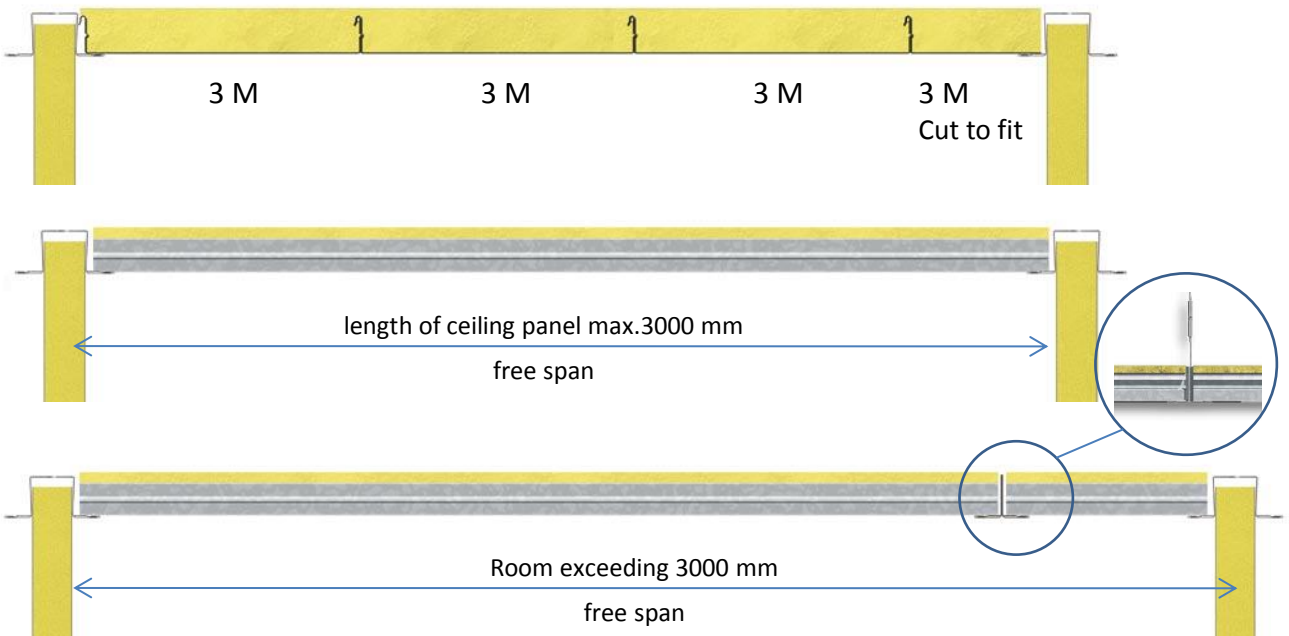 3 M 3 M 3 M 3 M
Cut to fit
length of ceiling panel max.3000 mm
free span
Room exceeding 3000 mm
free span